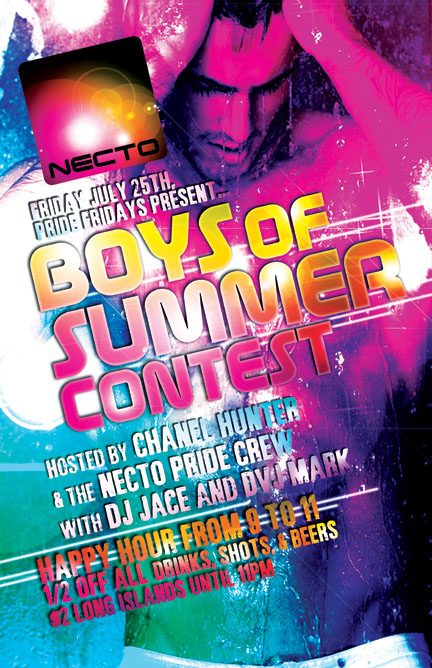 NECTO
FRIDAY JULY 25TH,
PRIDE FRIDAYS PRESENT...
BOYS OF
SUMMER
CONTEST
HOSTED BY CHANEL HUNTER
& THE NECTO PRIDE CREW
WITH DJ JACE AND DVJ MARK
HAPPY HOUR FROM 9 TO 11
1/2 OFF ALL DRINKS, SHOTS, & BEERS
$2 LONG ISLANDS UNTIL 11PM